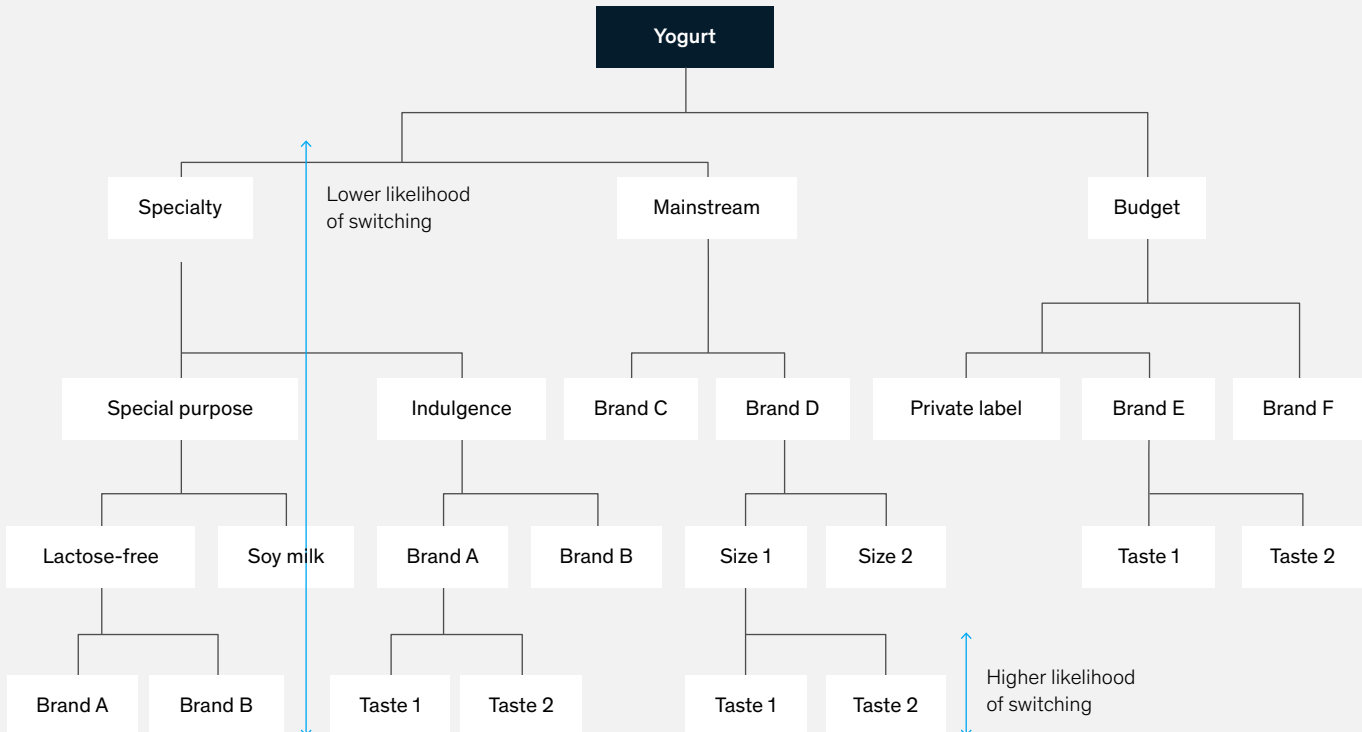 Yogurt
Specialty
Lower likelihood
of switching
Mainstream
Budget
Special purpose
Indulgence
Brand C
Brand D
Private label
Brand E
Brand F
Lactose-free
Soy milk
Brand A
Brand B
Size 1
Size 2
Taste 1
Taste 2
Brand A
Brand B
Taste 1
Taste 2
Taste 1
Taste 2
Higher likelihood
of switching